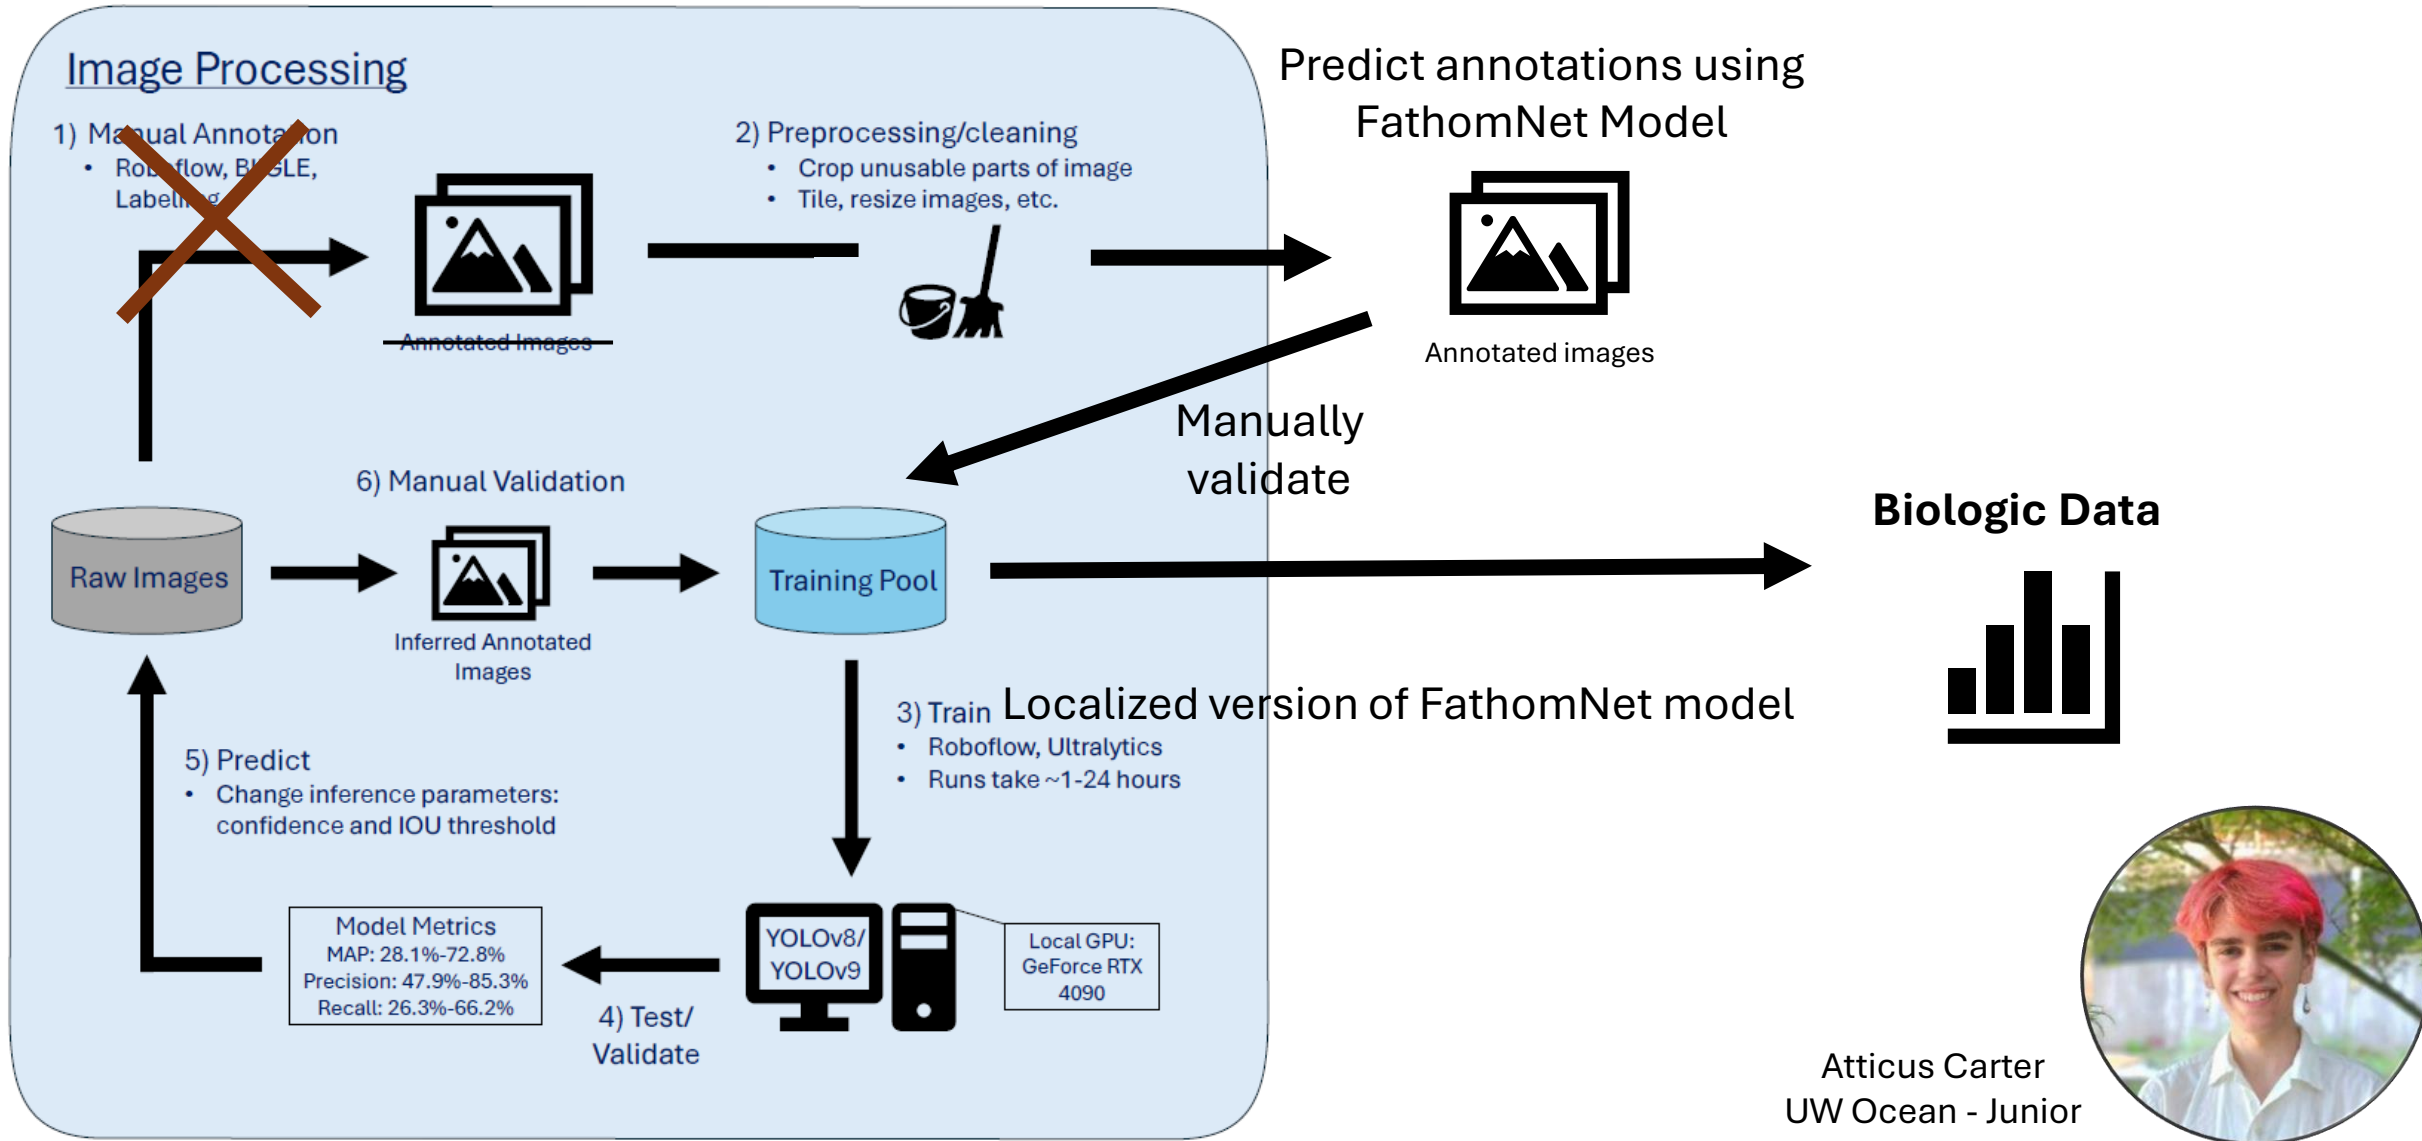 Image Processing
1) Manual Annotation
• Roboflow, BIIGLE,
Labeling
Annotated Images
2) Preprocessing/cleaning
• Crop unusable parts of image
• Tile, resize images, etc.
Predict annotations using
FathomNet Model
Annotated images
Manually
validate
6) Manual Validation
Raw Images
Inferred Annotated
Images
Training Pool
Biologic Data
3) Train Localized version of FathomNet model
• Roboflow, Ultralytics
• Runs take ~1-24 hours
5) Predict
• Change inference parameters:
confidence and IOU threshold
Model Metrics
MAP: 28.1%-72.8%
Precision: 47.9%-85.3%
Recall: 26.3%-66.2%
4) Test/
Validate
YOLOv8/
YOLOv9
Local GPU:
GeForce RTX
4090
Atticus Carter
UW Ocean - Junior